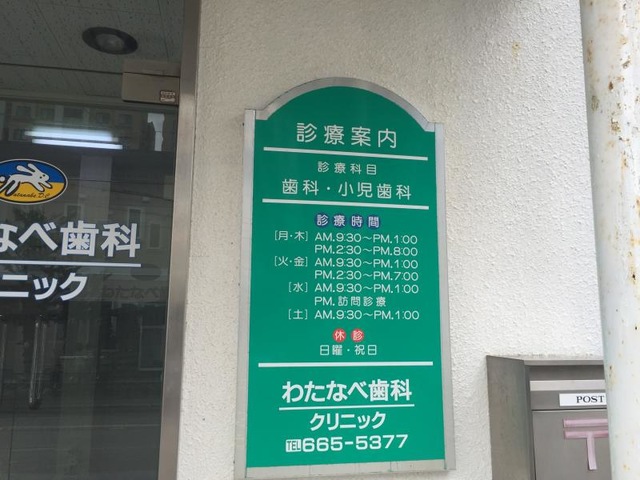 診療案内
診療科目
歯科・小児歯科
診療時間
[月・木] AM.9:30～PM.1:00
PM.2:30～PM.8:00
[火・金] AM.9:30～PM.1:00
PM.2:30～PM.7:00
[水] AM.9:30～PM.1:00
PM.訪問診療
[土] AM.9:30～PM.1:00
休診
日曜・祝日
わたなべ歯科
クリニック
TEL 665-5377
なべ歯科
ニック
Watanabe D.C
POST
〒